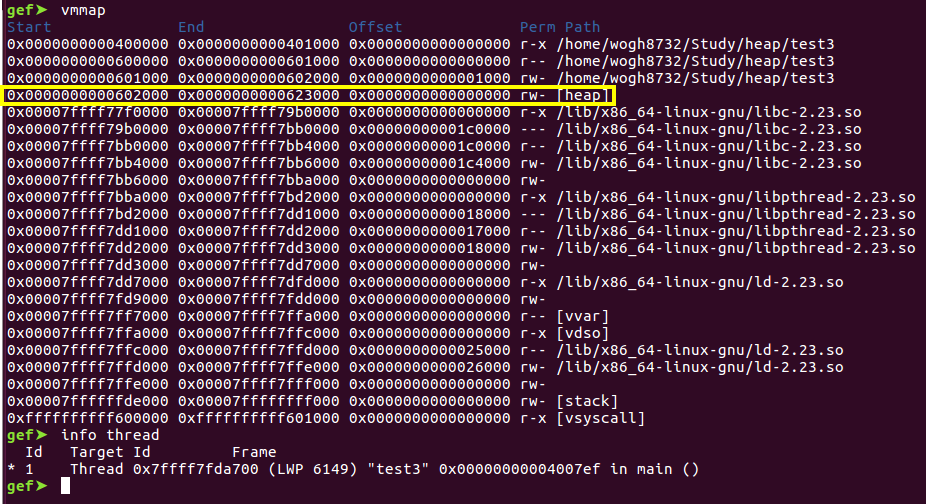 gef➤ vmmap
Start End Offset Perm Path
0x0000000000400000 0x0000000000401000 0x0000000000000000 r-x /home/wogh8732/Study/heap/test3
0x0000000000600000 0x0000000000601000 0x0000000000000000 r-- /home/wogh8732/Study/heap/test3
0x0000000000601000 0x0000000000602000 0x0000000000001000 rw- /home/wogh8732/Study/heap/test3
0x0000000000602000 0x0000000000623000 0x0000000000000000 rw- [heap]
0x00007ffff77f0000 0x00007ffff79b0000 0x0000000000000000 r-x /lib/x86_64-linux-gnu/libc-2.23.so
0x00007ffff79b0000 0x00007ffff7bb0000 0x00000000001c0000 --- /lib/x86_64-linux-gnu/libc-2.23.so
0x00007ffff7bb0000 0x00007ffff7bb4000 0x00000000001c0000 r-- /lib/x86_64-linux-gnu/libc-2.23.so
0x00007ffff7bb4000 0x00007ffff7bb6000 0x00000000001c4000 rw- /lib/x86_64-linux-gnu/libc-2.23.so
0x00007ffff7bb6000 0x00007ffff7bba000 0x0000000000000000 rw-
0x00007ffff7bba000 0x00007ffff7bd2000 0x0000000000000000 r-x /lib/x86_64-linux-gnu/libpthread-2.23.so
0x00007ffff7bd2000 0x00007ffff7dd1000 0x0000000000018000 --- /lib/x86_64-linux-gnu/libpthread-2.23.so
0x00007ffff7dd1000 0x00007ffff7dd2000 0x0000000000017000 r-- /lib/x86_64-linux-gnu/libpthread-2.23.so
0x00007ffff7dd2000 0x00007ffff7dd3000 0x0000000000018000 rw- /lib/x86_64-linux-gnu/libpthread-2.23.so
0x00007ffff7dd3000 0x00007ffff7dd7000 0x0000000000000000 rw-
0x00007ffff7dd7000 0x00007ffff7dfd000 0x0000000000000000 r-x /lib/x86_64-linux-gnu/ld-2.23.so
0x00007ffff7fd9000 0x00007ffff7fdd000 0x0000000000000000 rw-
0x00007ffff7ff7000 0x00007ffff7ffa000 0x0000000000000000 r-- [vvar]
0x00007ffff7ffa000 0x00007ffff7ffc000 0x0000000000000000 r-x [vdso]
0x00007ffff7ffc000 0x00007ffff7ffd000 0x0000000000025000 r-- /lib/x86_64-linux-gnu/ld-2.23.so
0x00007ffff7ffd000 0x00007ffff7ffe000 0x0000000000026000 rw- /lib/x86_64-linux-gnu/ld-2.23.so
0x00007ffff7ffe000 0x00007ffff7fff000 0x0000000000000000 rw-
0x00007ffffffde000 0x00007ffffffff000 0x0000000000000000 rw- [stack]
0xffffffffff600000 0xffffffffff601000 0x0000000000000000 r-x [vsyscall]
gef➤ info thread
Id Target Id Frame
* 1 Thread 0x7ffff7fda700 (LWP 6149) "test3" 0x00000000004007ef in main ()
gef➤